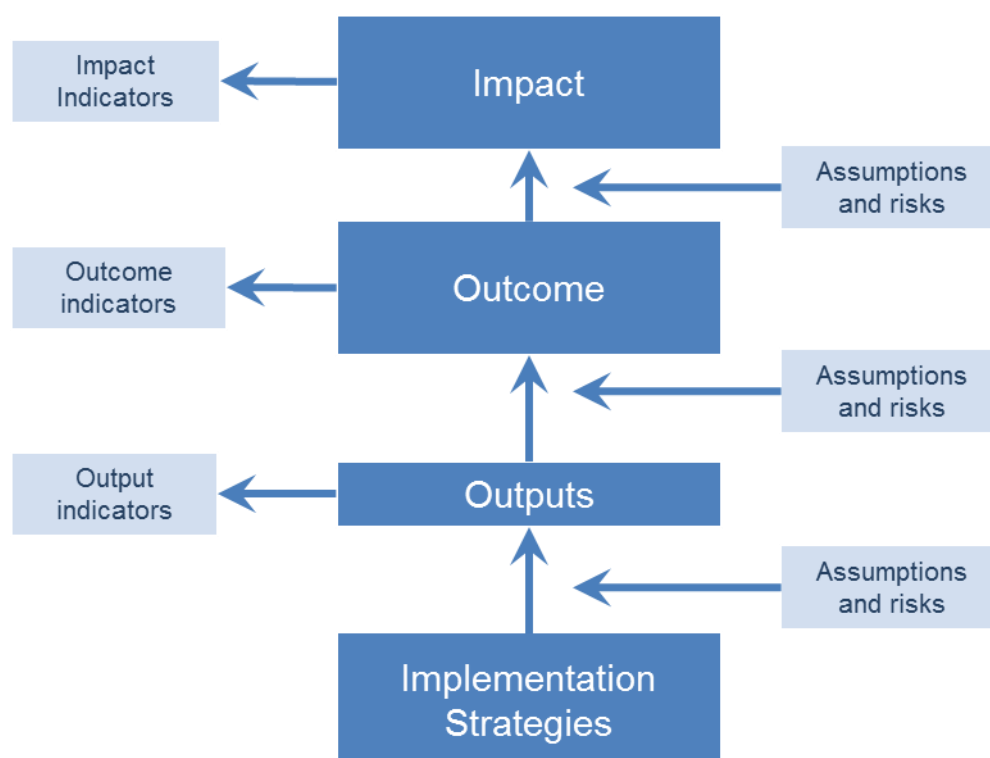 Impact
Indicators
Impact
Assumptions
and risks
Outcome
indicators
Outcome
Assumptions
and risks
Output
indicators
Outputs
Assumptions
and risks
Implementation
Strategies